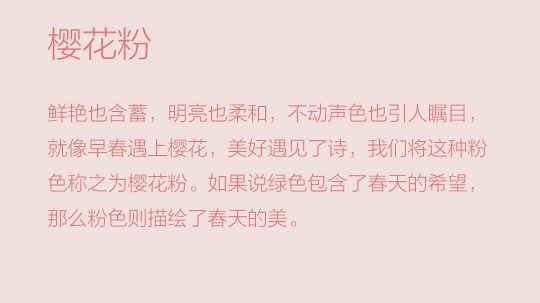 樱花粉
鲜艳也含蓄，明亮也柔和，不动声色也引人瞩目，
就像早春遇上樱花，美好遇见了诗，我们将这种粉
色称之为樱花粉。如果说绿色包含了春天的希望，
那么粉色则描绘了春天的美。